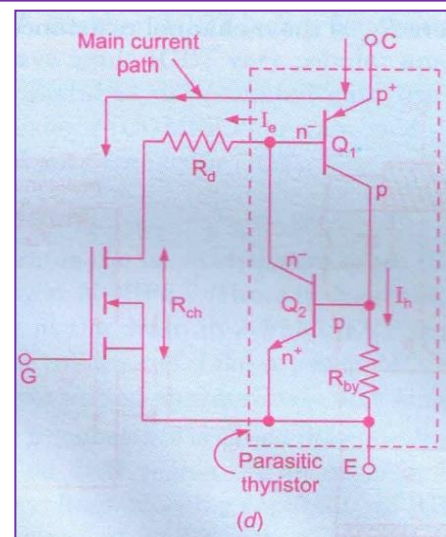 Main current
path
C
p+
Ie
n−
Q1
Rd
p
n−
Q2
p
Ih
Rch
n+
Rby
G
Parasitic
thyristor
E
(d)